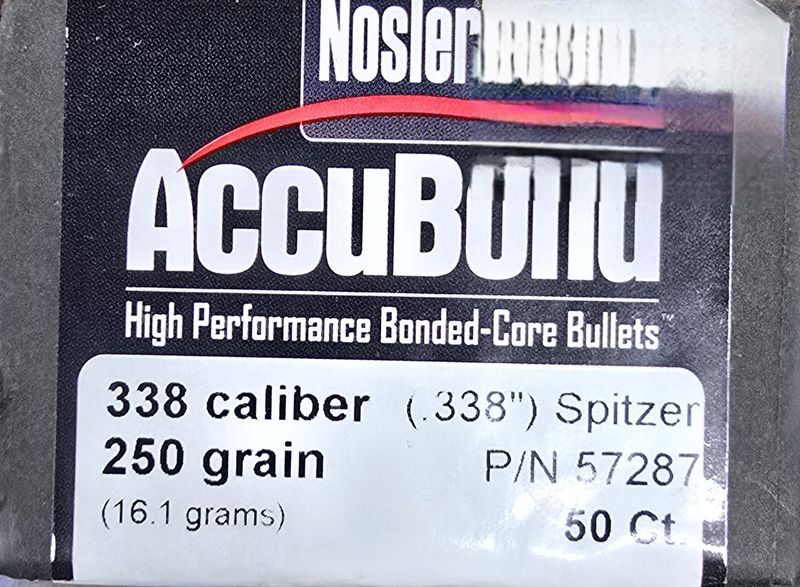 Nosler
AccuBond
High Performance Bonded-Core Bullets™
338 caliber (.338") Spitzer
250 grain P/N 57287
(16.1 grams) 50 Ct.